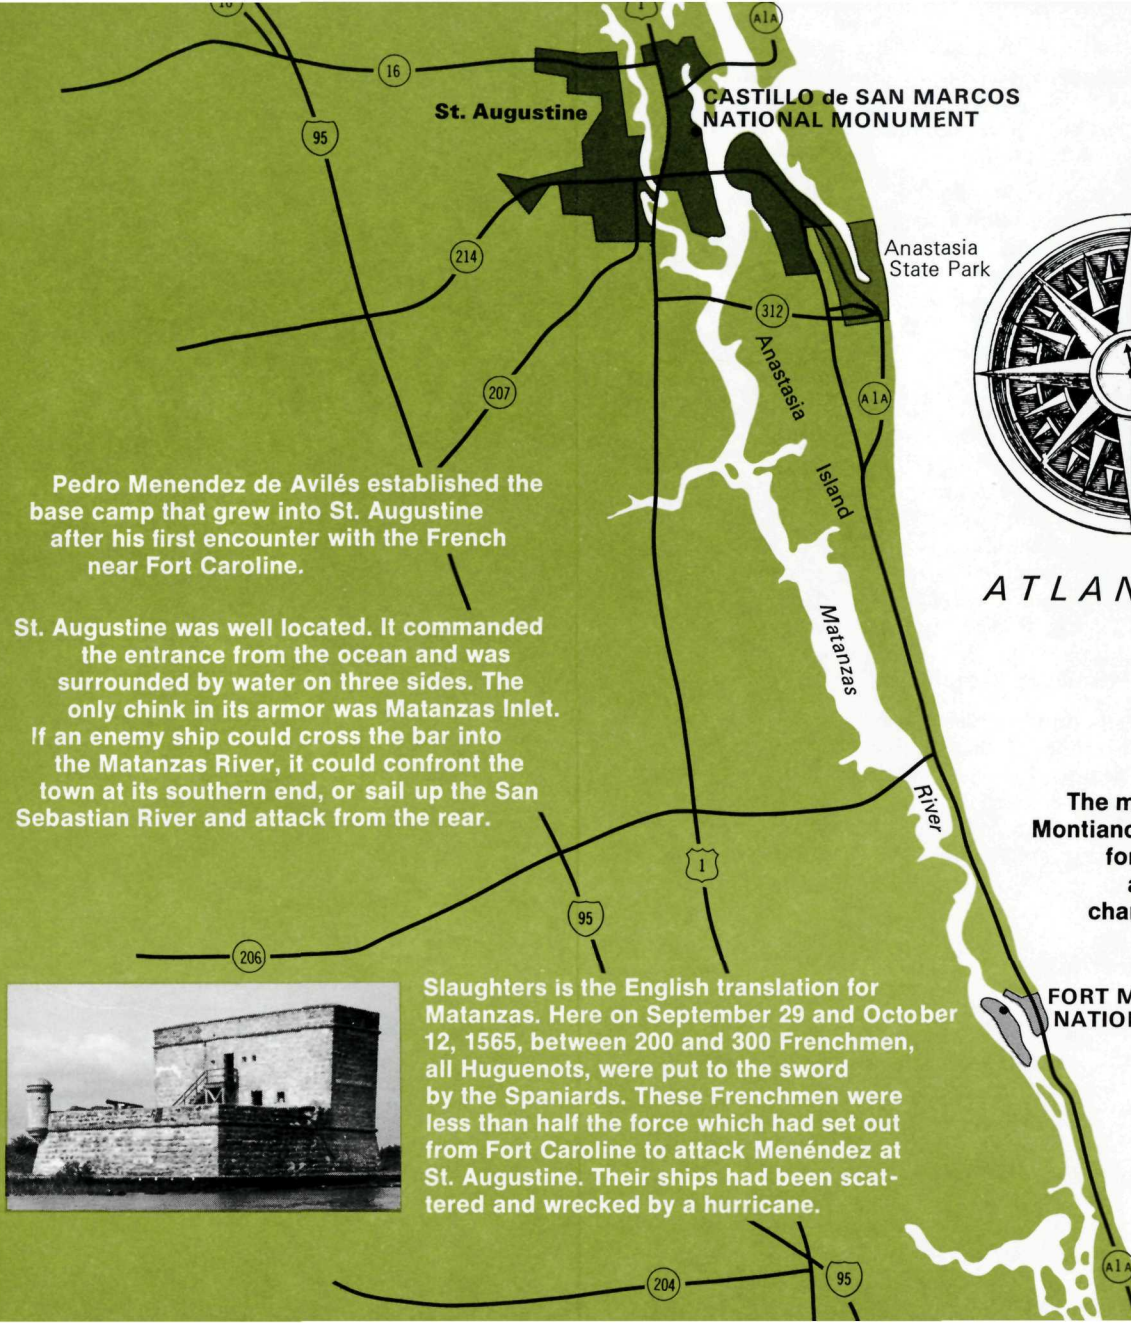 1
A1A
16
CASTILLO de SAN MARCOS
NATIONAL MONUMENT
St. Augustine
95
Anastasia
State Park
214
312
Anastasia
Island
207
A1A
Pedro Menendez de Avilés established the
base camp that grew into St. Augustine
after his first encounter with the French
near Fort Caroline.
ATLAN
St. Augustine was well located. It commanded
the entrance from the ocean and was
surrounded by water on three sides. The
only chink in its armor was Matanzas Inlet.
If an enemy ship could cross the bar into
the Matanzas River, it could confront the
town at its southern end, or sail up the San
Sebastian River and attack from the rear.
Matanzas
River
The m
Montiano
for
a
char
1
95
206
FORT M
NATION
Slaughters is the English translation for
Matanzas. Here on September 29 and October
12, 1565, between 200 and 300 Frenchmen,
all Huguenots, were put to the sword
by the Spaniards. These Frenchmen were
less than half the force which had set out
from Fort Caroline to attack Menéndez at
St. Augustine. Their ships had been scat-
tered and wrecked by a hurricane.
A1A
204
95